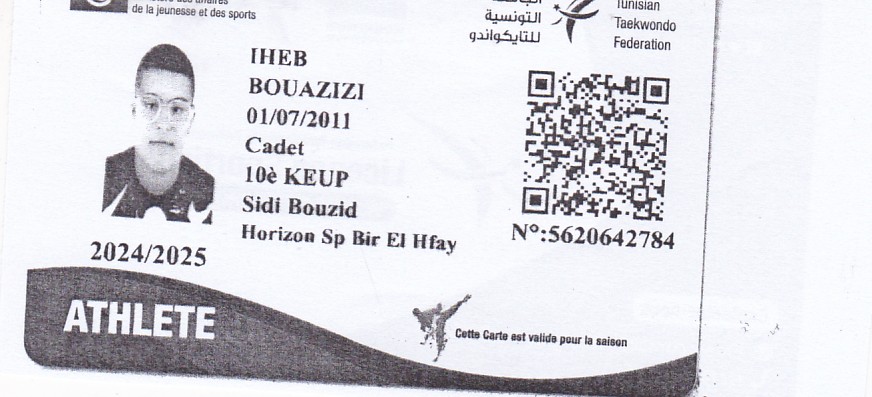 de la jeunesse et des sports
التونسية
للتايكواندو
Tunisian
Taekwondo
Federation
IHEB
BOUAZIZI
01/07/2011
Cadet
10è KEUP
Sidi Bouzid
Horizon Sp Bir El Hfay
2024/2025
N°:5620642784
ATHLETE
Cette Carte est valide pour la saison